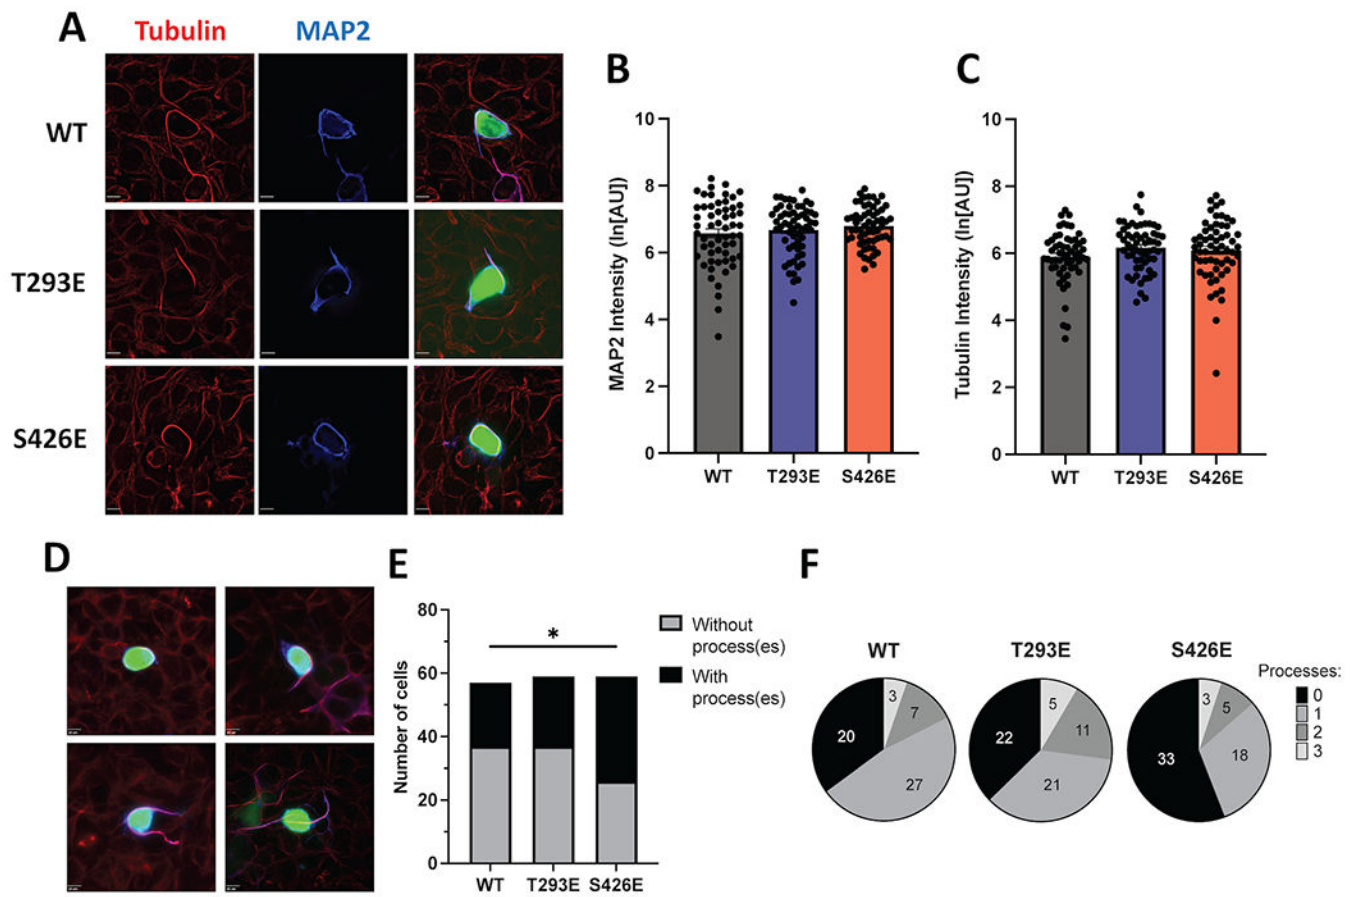 A
Tubulin
MAP2
WT
T293E
S426E
B
MAP2 Intensity (ln[AU])
10
8
6
4
2
0
WT
T293E
S426E
C
Tubulin Intensity (ln[AU])
10
8
6
4
2
0
WT
T293E
S426E
D
E
Number of cells
80
60
40
20
0
*
WT
T293E
S426E
Without
process(es)
With
process(es)
F
WT
3
7
20
27
T293E
5
11
22
21
S426E
3
5
33
18
Processes:
0
1
2
3